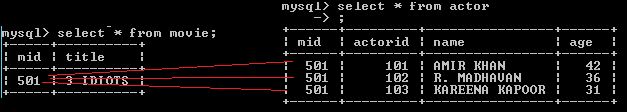 mysql> select * from movie;
+-----+----------+
| mid | title    |
+-----+----------+
| 501 | 3 IDIOTS |
mysql> select * from actor
    -> ;
+-----+---------+----------------+-----+
| mid | actorid | name           | age |
+-----+---------+----------------+-----+
| 501 | 101 | AMIR KHAN | 42 |
| 501 | 102 | R. MADHAVAN | 36 |
| 501 | 103 | KAREENA KAPOOR | 31 |